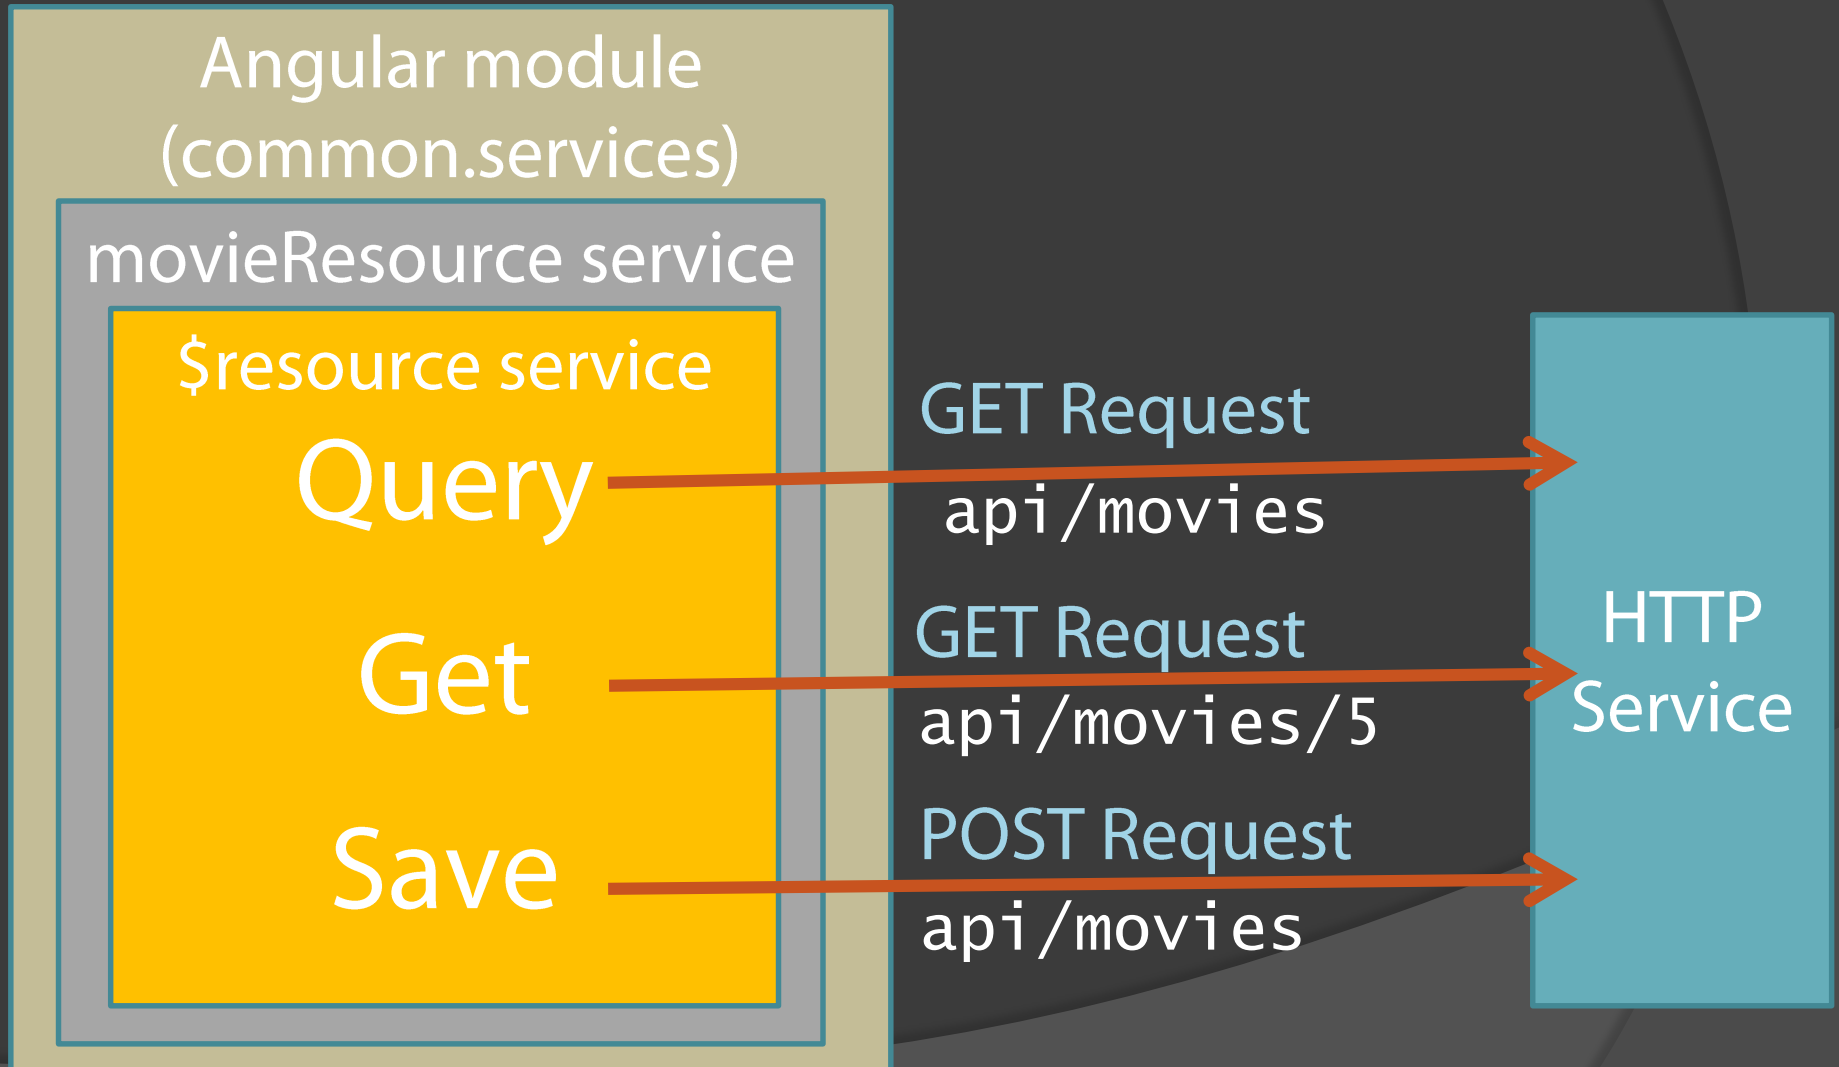 Angular module
(common.services)
movieResource service
$resource service
Query
GET Request
api/movies
Get
GET Request
api/movies/5
Save
POST Request
api/movies
HTTP
Service